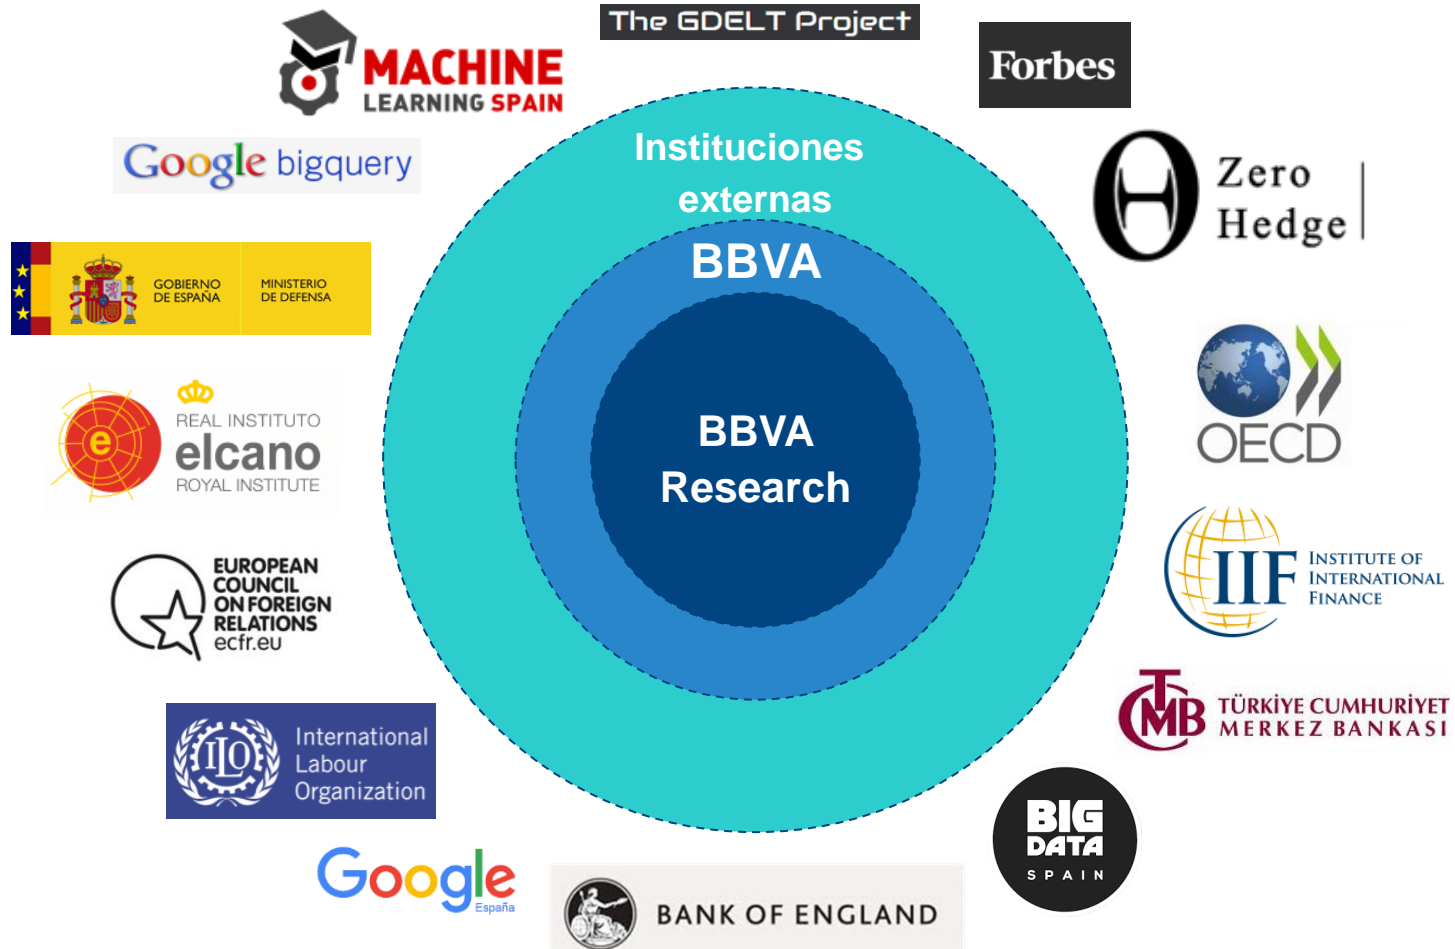 The GDELT Project
MACHINE
LEARNING SPAIN
Forbes
Google bigquery
Instituciones
externas
Zero
Hedge
BBVA
GOBIERNO
DE ESPAÑA
MINISTERIO
DE DEFENSA
OECD
e
REAL INSTITUTO
elcano
ROYAL INSTITUTE
BBVA
Research
IIF
INSTITUTE OF
INTERNATIONAL
FINANCE
EUROPEAN
COUNCIL
ON FOREIGN
RELATIONS
ecfr.eu
TCMB
TÜRKİYE CUMHURİYET
MERKEZ BANKASI
ILO
International
Labour
Organization
BIG
DATA
SPAIN
Google
España
BANK OF ENGLAND